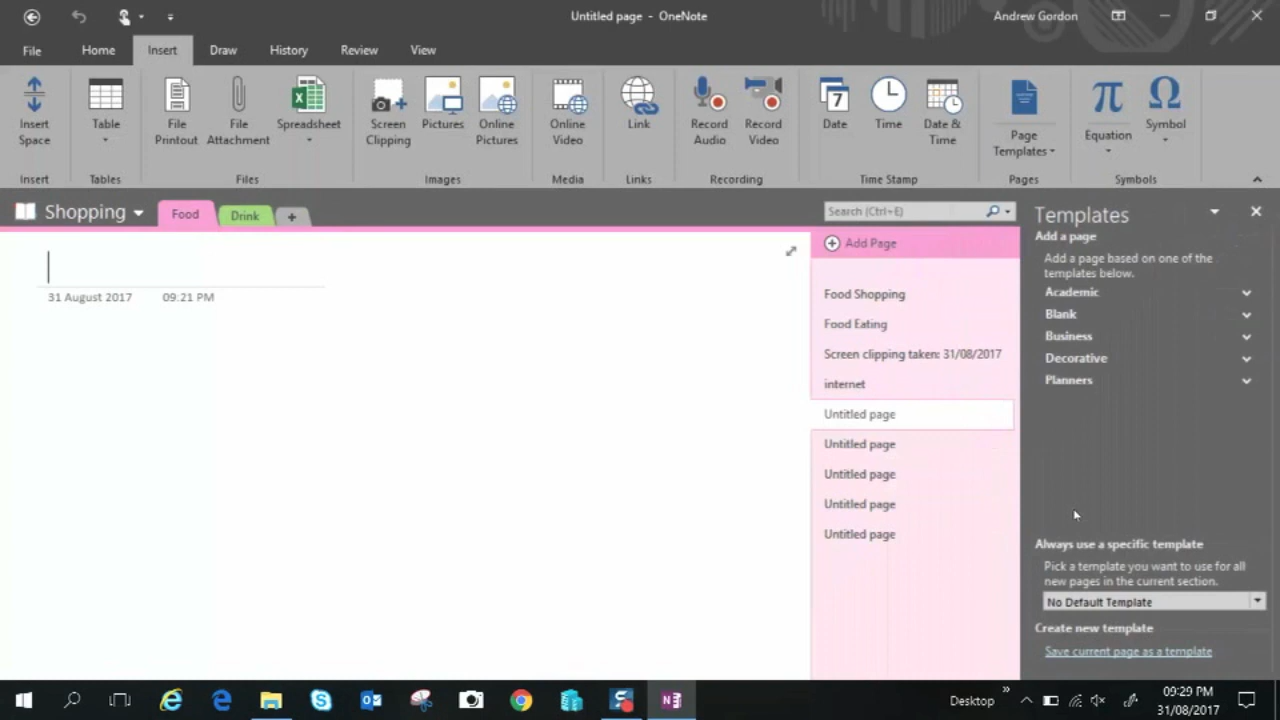 Untitled page - OneNote
Andrew Gordon
File Home Insert Draw History Review View
Insert Space
Table
File Printout
File Attachment
Spreadsheet
Screen Clipping
Pictures
Online Pictures
Online Video
Link
Record Audio
Record Video
Date
Time
Date & Time
Page Templates
Equation
Symbol
Insert Tables Files Images Media Links Recording Time Stamp Pages Symbols
Shopping
Food
Drink
Search (Ctrl+E)
31 August 2017 09:21 PM
Add Page
Food Shopping
Food Eating
Screen clipping taken: 31/08/2017
internet
Untitled page
Untitled page
Untitled page
Untitled page
Untitled page
Templates
Add a page
Add a page based on one of the
templates below.
Academic
Blank
Business
Decorative
Planners
Always use a specific template
Pick a template you want to use for all
new pages in the current section.
No Default Template
Create new template
Save current page as a template
Desktop
09:29 PM
31/08/2017